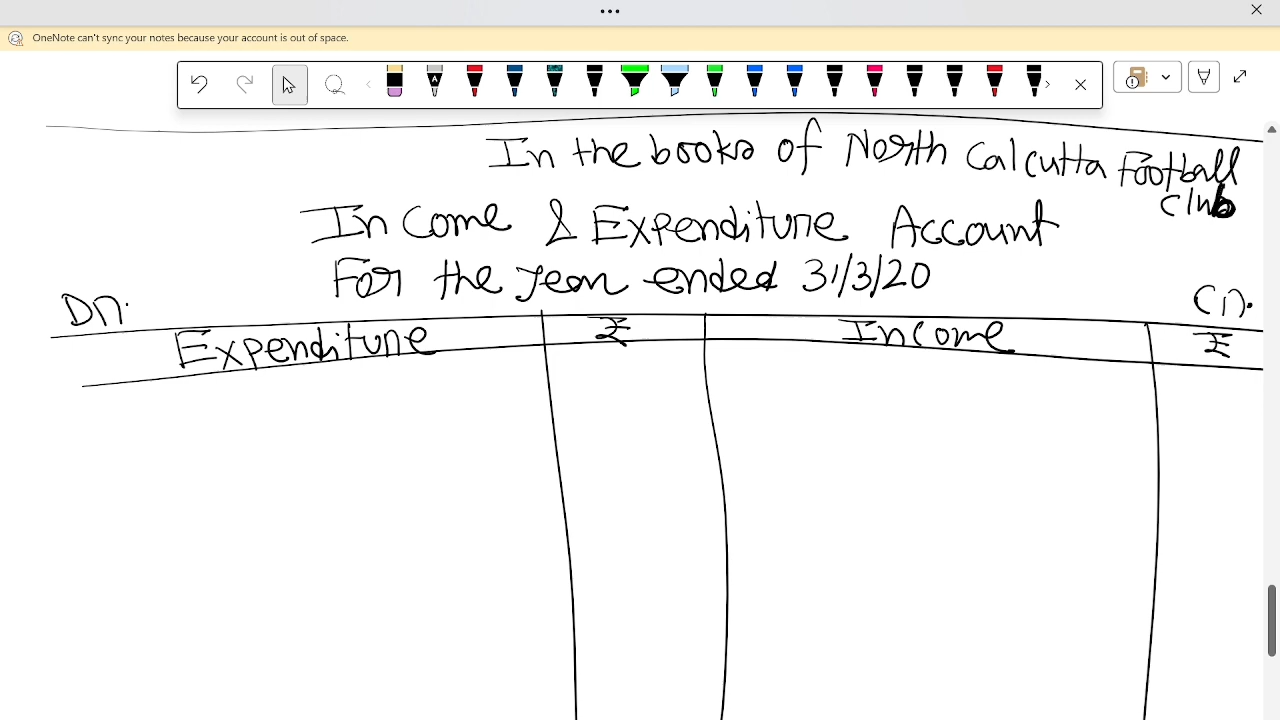 OneNote can't sync your notes because your account is out of space.
In the books of North Calcutta Football
Club
Income & Expenditure Account
For the year ended 31/3/20
Dr. Cr.
Expenditure ₹ Income ₹